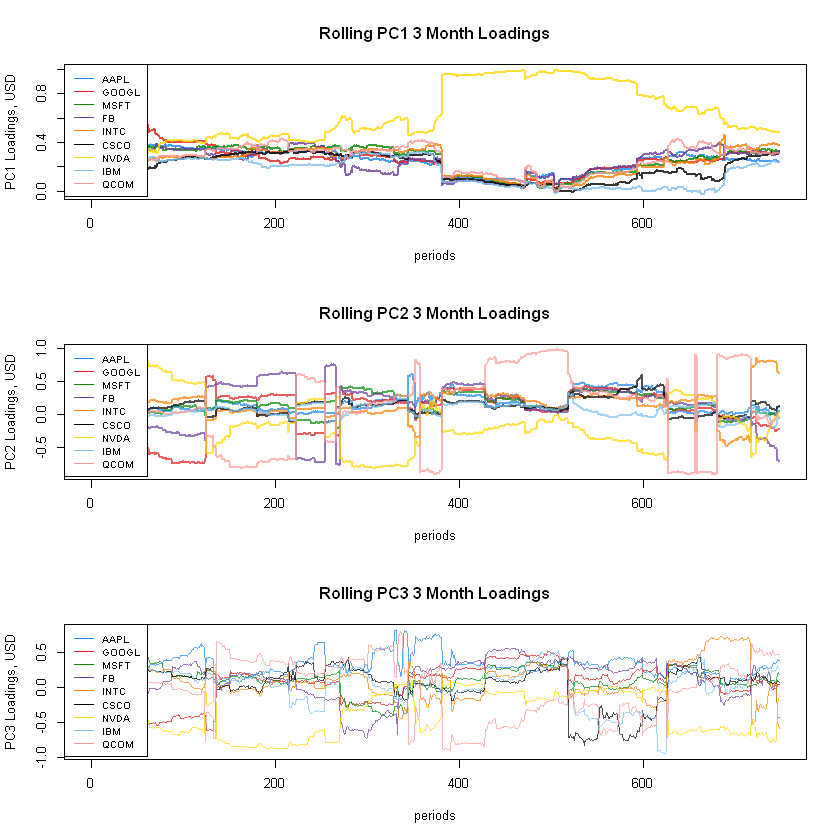 Rolling PC1 3 Month Loadings
PC1 Loadings, USD
0.0 0.4 0.8
AAPL
GOOGL
MSFT
FB
INTC
CSCO
NVDA
IBM
QCOM
0 200 400 600
periods
Rolling PC2 3 Month Loadings
PC2 Loadings, USD
-0.5 0.0 0.5 1.0
AAPL
GOOGL
MSFT
FB
INTC
CSCO
NVDA
IBM
QCOM
0 200 400 600
periods
Rolling PC3 3 Month Loadings
PC3 Loadings, USD
-1.0 -0.5 0.0 0.5
AAPL
GOOGL
MSFT
FB
INTC
CSCO
NVDA
IBM
QCOM
0 200 400 600
periods